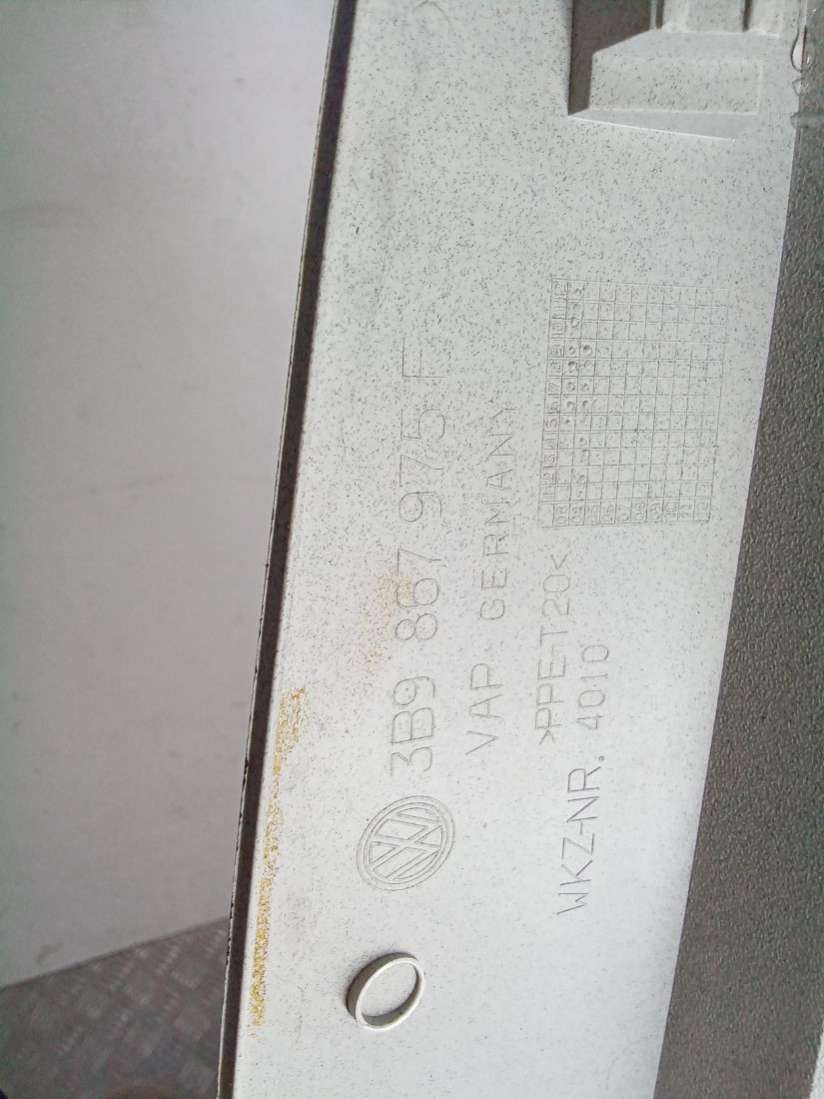 3B9 867 975 F
VAP GERMANY
>PPE-T20<
WKZ-NR. 4010